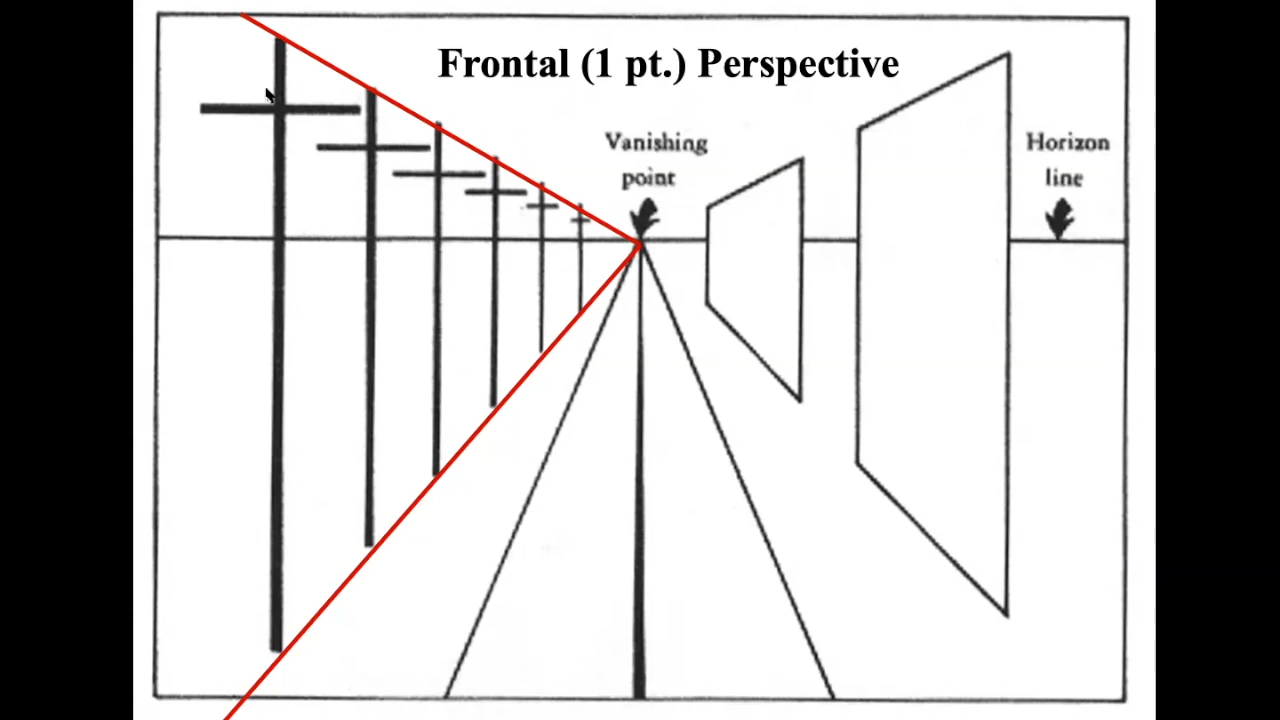 Frontal (1 pt.) Perspective
Vanishing
point
Horizon
line